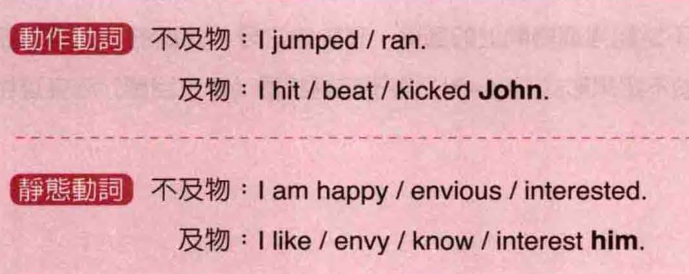 動作動詞 不及物：I jumped / ran.
及物：I hit / beat / kicked John.
靜態動詞 不及物：I am happy / envious / interested.
及物：I like / envy / know / interest him.